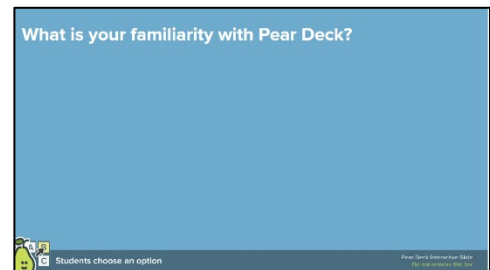 What is your familiarity with Pear Deck?
A
B
C
Students choose an option
Pear Deck Interactive Slide
Do not remove this bar